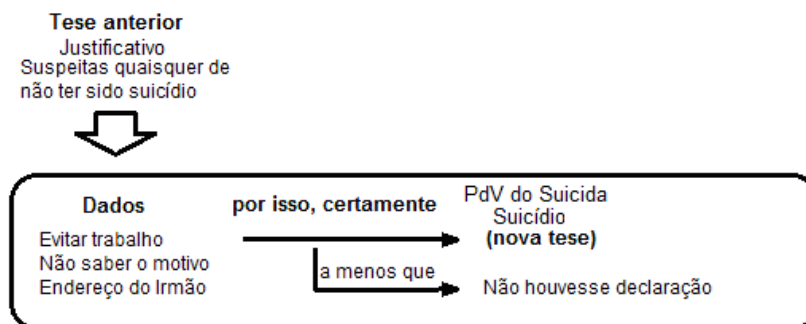 Tese anterior
Justificativo
Suspeitas quaisquer de
não ter sido suicídio
Dados
por isso, certamente
PdV do Suicida
Suicídio
(nova tese)
Evitar trabalho
Não saber o motivo
Endereço do Irmão
a menos que
Não houvesse declaração